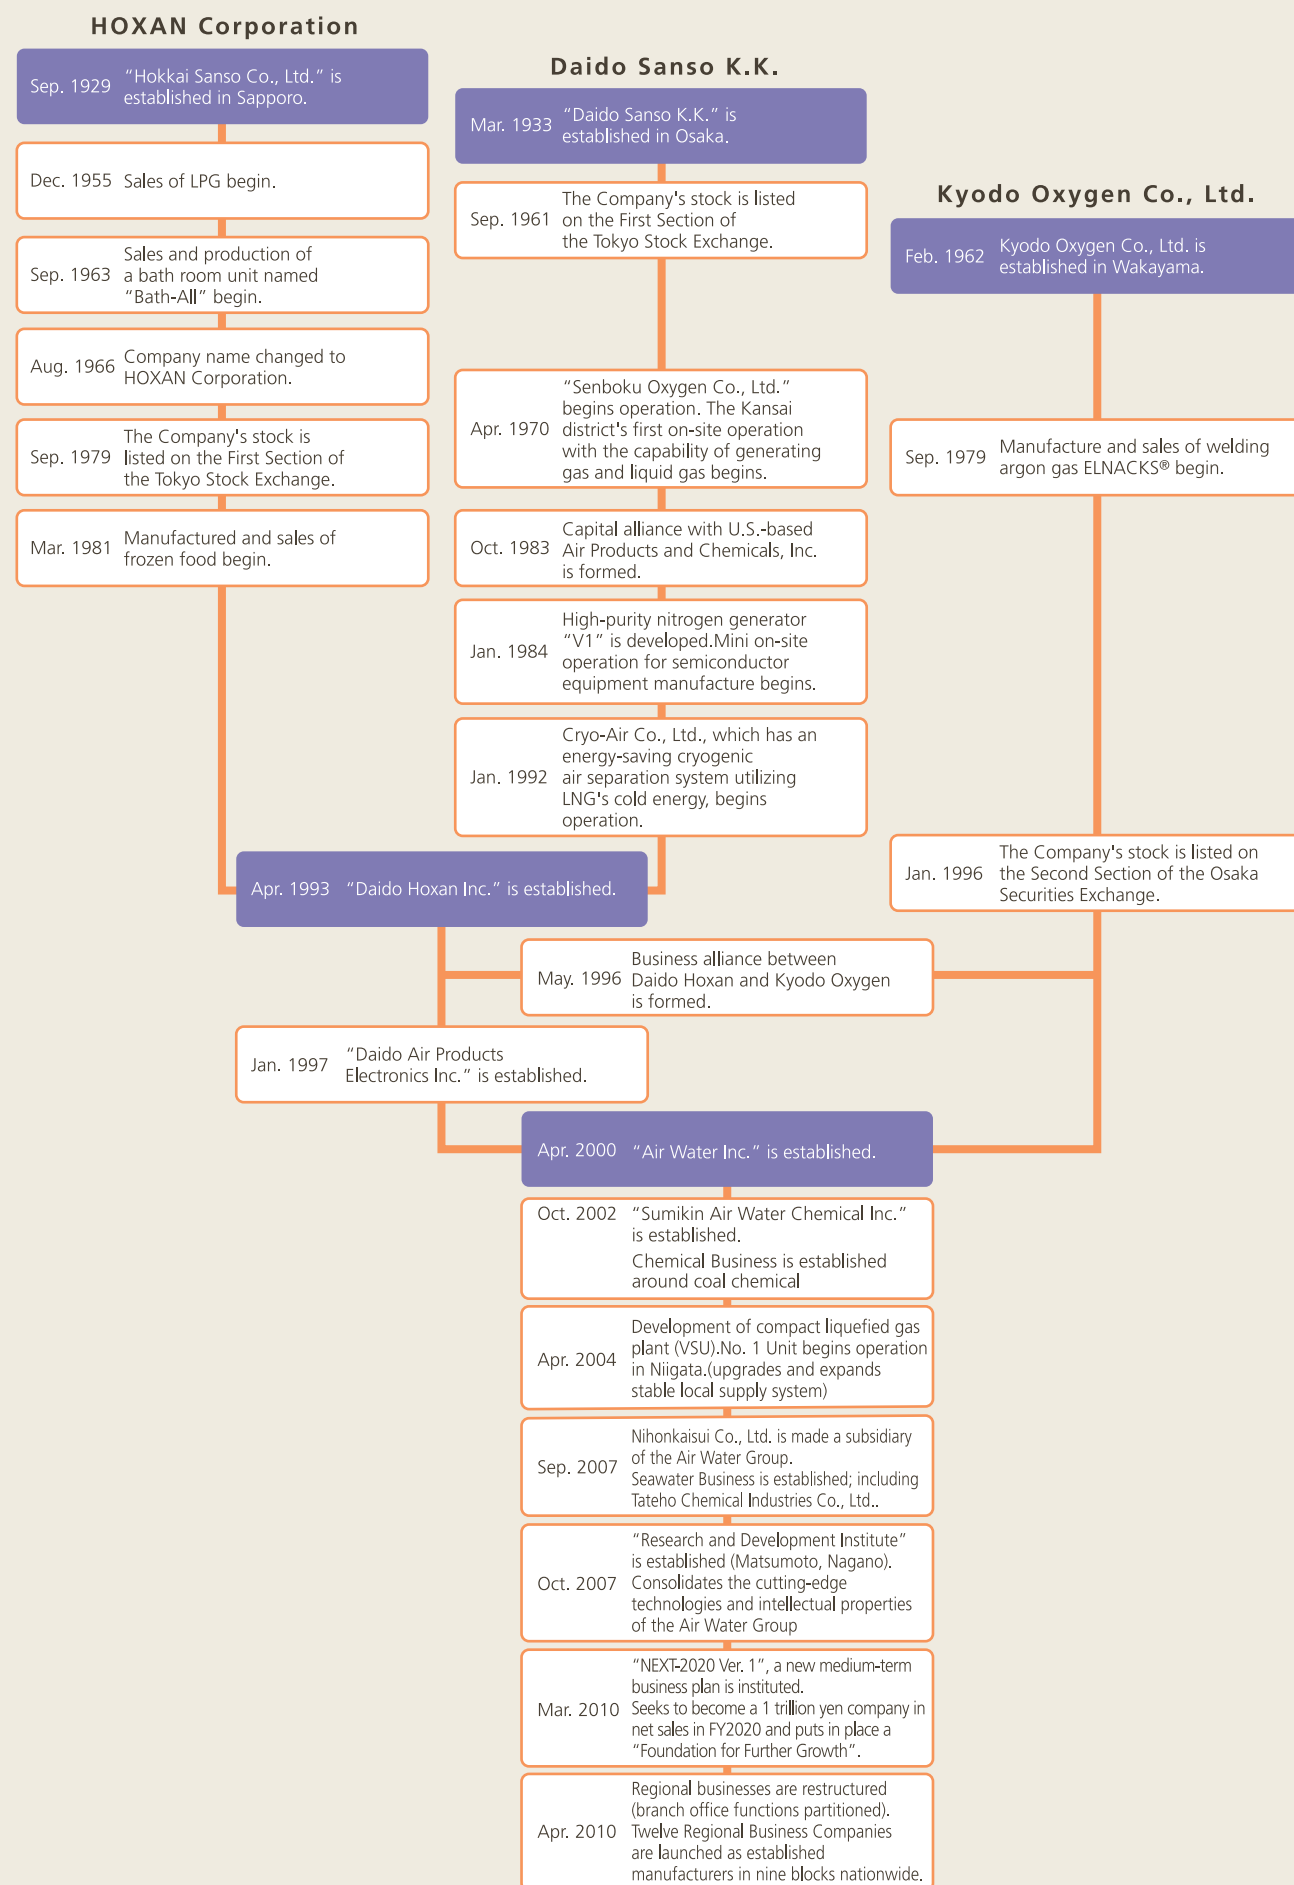 HOXAN Corporation
Sep. 1929
“Hokkai Sanso Co., Ltd.” is
established in Sapporo.
Dec. 1955
Sales of LPG begin.
Sep. 1963
Sales and production of
a bath room unit named
“Bath-All” begin.
Aug. 1966
Company name changed to
HOXAN Corporation.
Sep. 1979
The Company's stock is
listed on the First Section of
the Tokyo Stock Exchange.
Mar. 1981
Manufactured and sales of
frozen food begin.
Daido Sanso K.K.
Mar. 1933
“Daido Sanso K.K.” is
established in Osaka.
Sep. 1961
The Company's stock is listed
on the First Section of
the Tokyo Stock Exchange.
Apr. 1970
“Senboku Oxygen Co., Ltd.”
begins operation. The Kansai
district's first on-site operation
with the capability of generating
gas and liquid gas begins.
Oct. 1983
Capital alliance with U.S.-based
Air Products and Chemicals, Inc.
is formed.
Jan. 1984
High-purity nitrogen generator
“V1” is developed.Mini on-site
operation for semiconductor
equipment manufacture begins.
Jan. 1992
Cryo-Air Co., Ltd., which has an
energy-saving cryogenic
air separation system utilizing
LNG's cold energy, begins
operation.
Kyodo Oxygen Co., Ltd.
Feb. 1962
Kyodo Oxygen Co., Ltd. is
established in Wakayama.
Sep. 1979
Manufacture and sales of welding
argon gas ELNACKS® begin.
Jan. 1996
The Company's stock is listed on
the Second Section of the Osaka
Securities Exchange.
Apr. 1993
“Daido Hoxan Inc.” is established.
May. 1996
Business alliance between
Daido Hoxan and Kyodo Oxygen
is formed.
Jan. 1997
“Daido Air Products
Electronics Inc.” is established.
Apr. 2000
“Air Water Inc.” is established.
Oct. 2002
“Sumikin Air Water Chemical Inc.”
is established.
Chemical Business is established
around coal chemical
Apr. 2004
Development of compact liquefied gas
plant (VSU).No. 1 Unit begins operation
in Niigata.(upgrades and expands
stable local supply system)
Sep. 2007
Nihonkaisui Co., Ltd. is made a subsidiary
of the Air Water Group.
Seawater Business is established; including
Tateho Chemical Industries Co., Ltd..
Oct. 2007
“Research and Development Institute”
is established (Matsumoto, Nagano).
Consolidates the cutting-edge
technologies and intellectual properties
of the Air Water Group
Mar. 2010
“NEXT-2020 Ver. 1”, a new medium-term
business plan is instituted.
Seeks to become a 1 trillion yen company in
net sales in FY2020 and puts in place a
“Foundation for Further Growth”.
Apr. 2010
Regional businesses are restructured
(branch office functions partitioned).
Twelve Regional Business Companies
are launched as established
manufacturers in nine blocks nationwide.